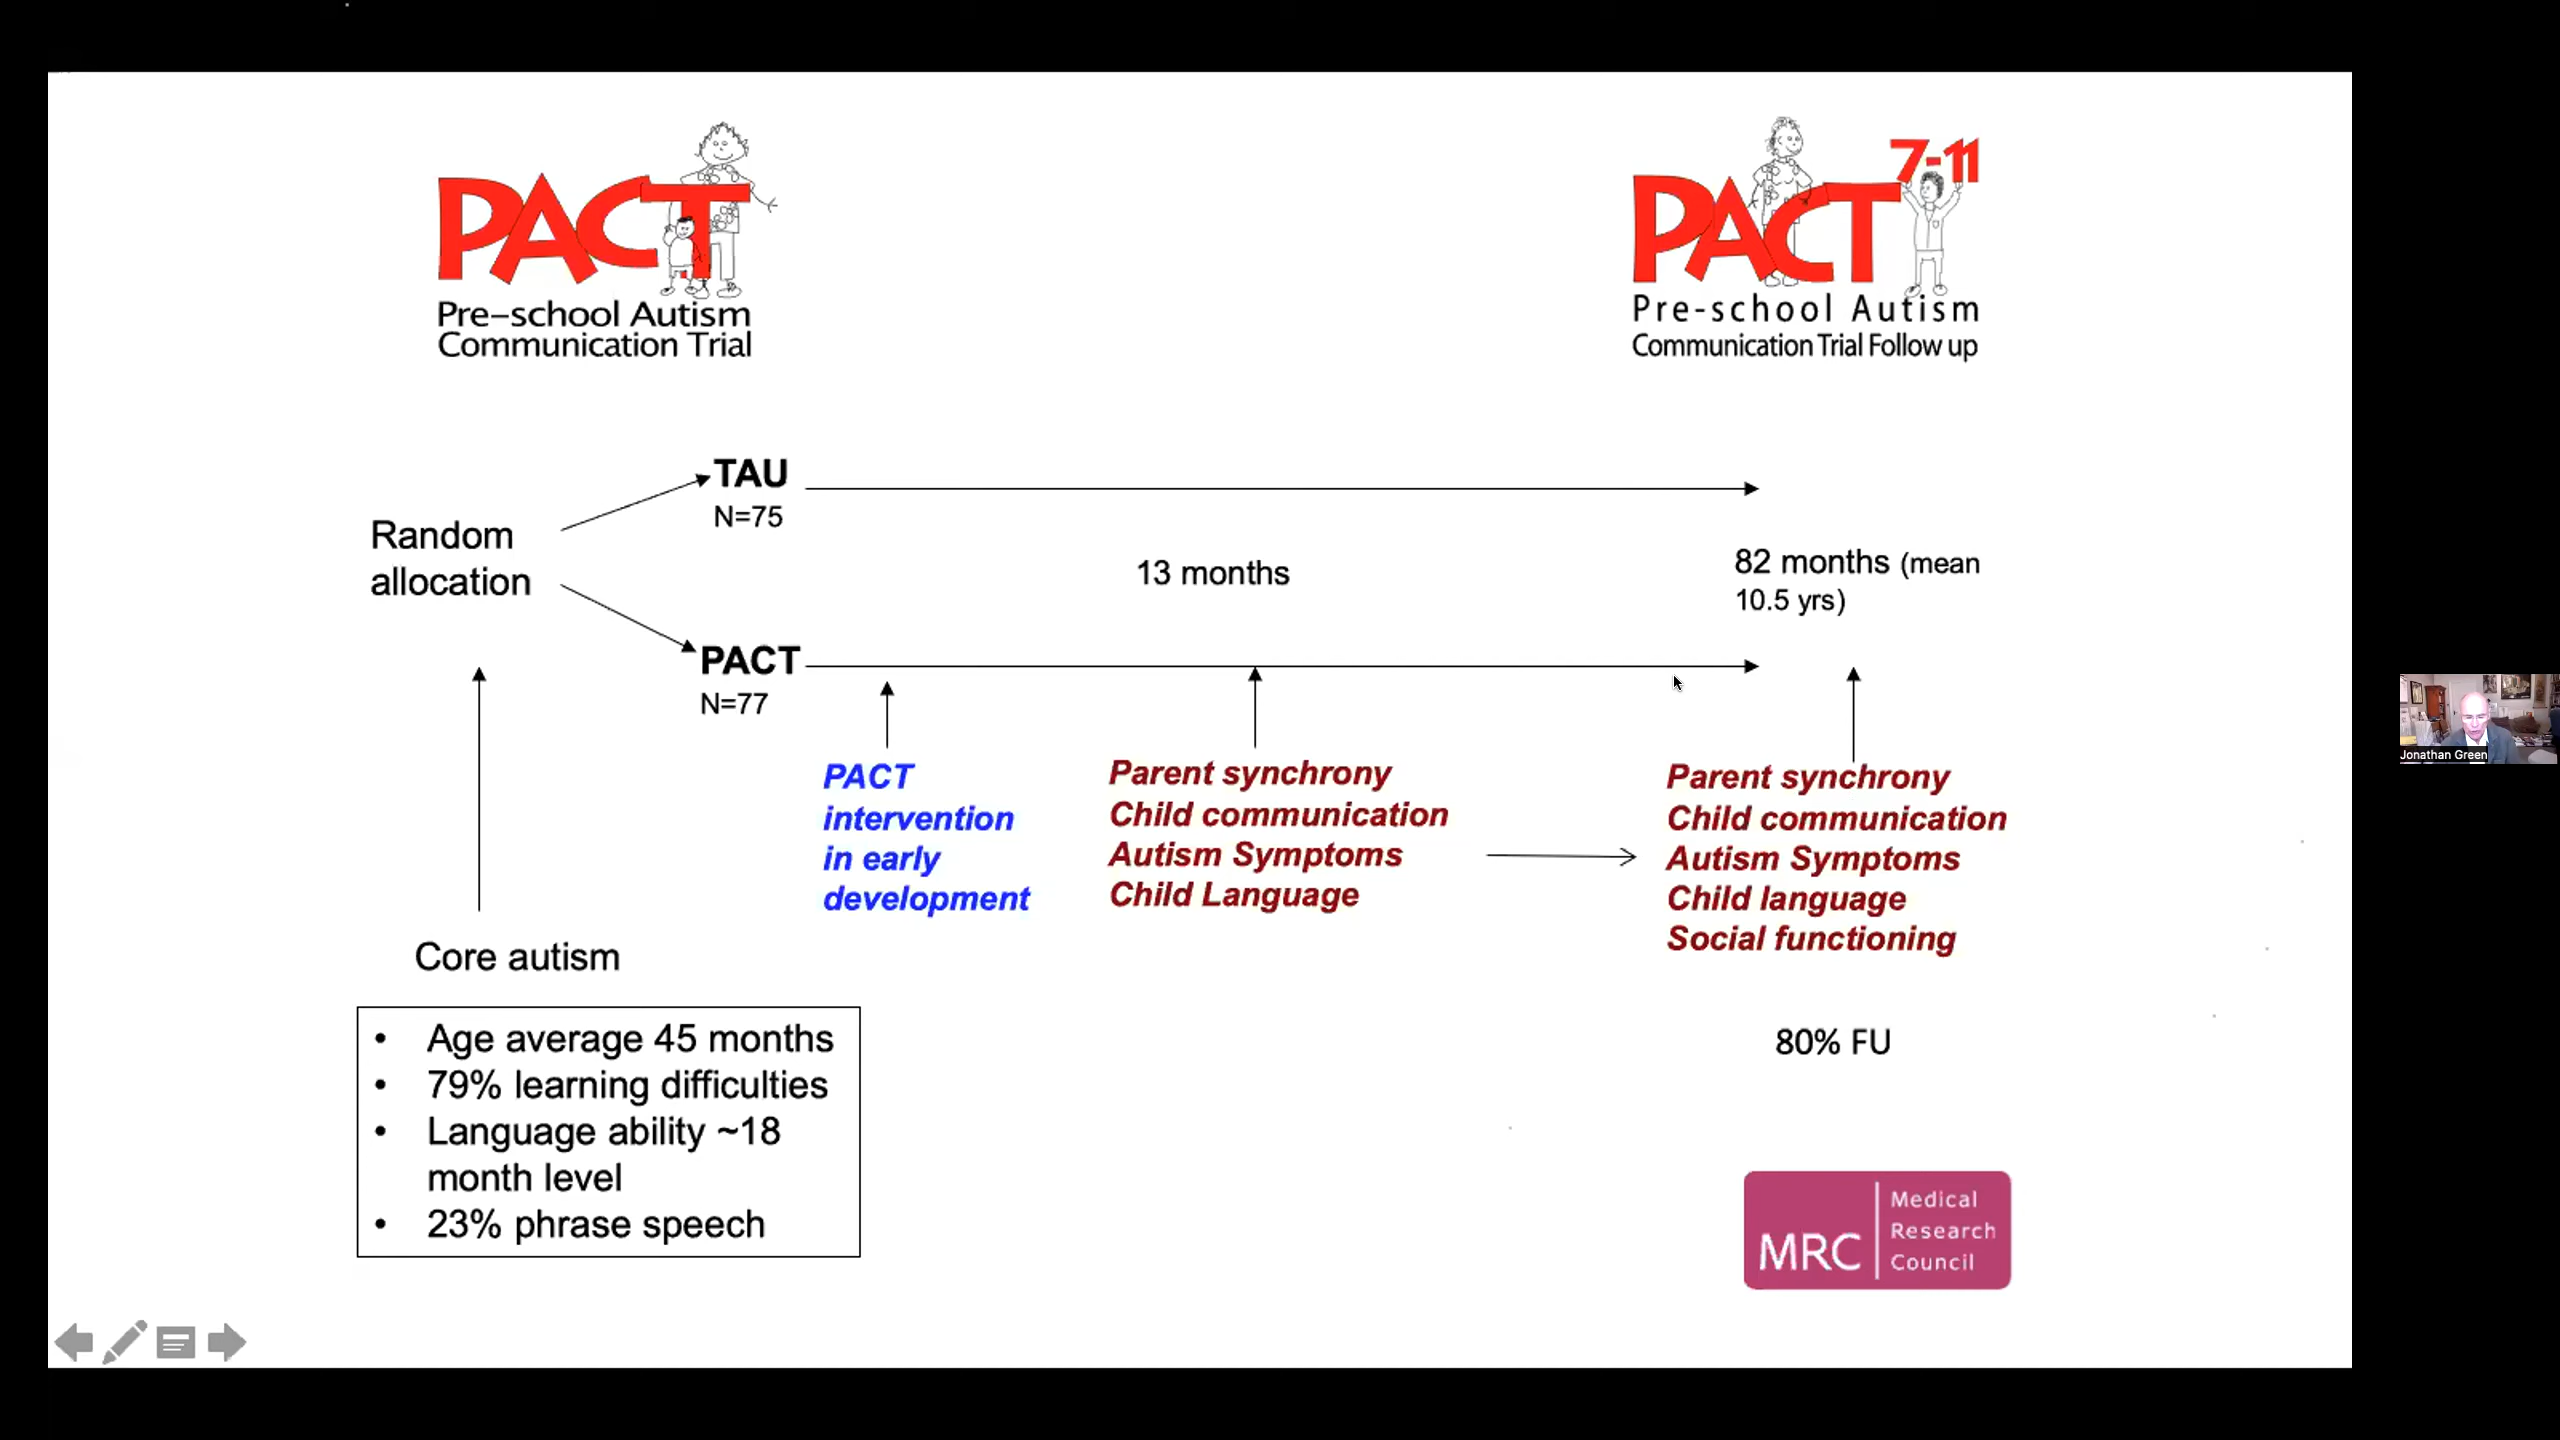 PACT
Pre-school Autism
Communication Trial
PACT 7-11
Pre-school Autism
Communication Trial Follow up
TAU
N=75
Random
allocation
13 months
82 months (mean
10.5 yrs)
PACT
N=77
PACT
intervention
in early
development
Parent synchrony
Child communication
Autism Symptoms
Child Language
Parent synchrony
Child communication
Autism Symptoms
Child language
Social functioning
Core autism
• Age average 45 months
• 79% learning difficulties
• Language ability ~18
month level
• 23% phrase speech
80% FU
MRC
Medical
Research
Council
Jonathan Green